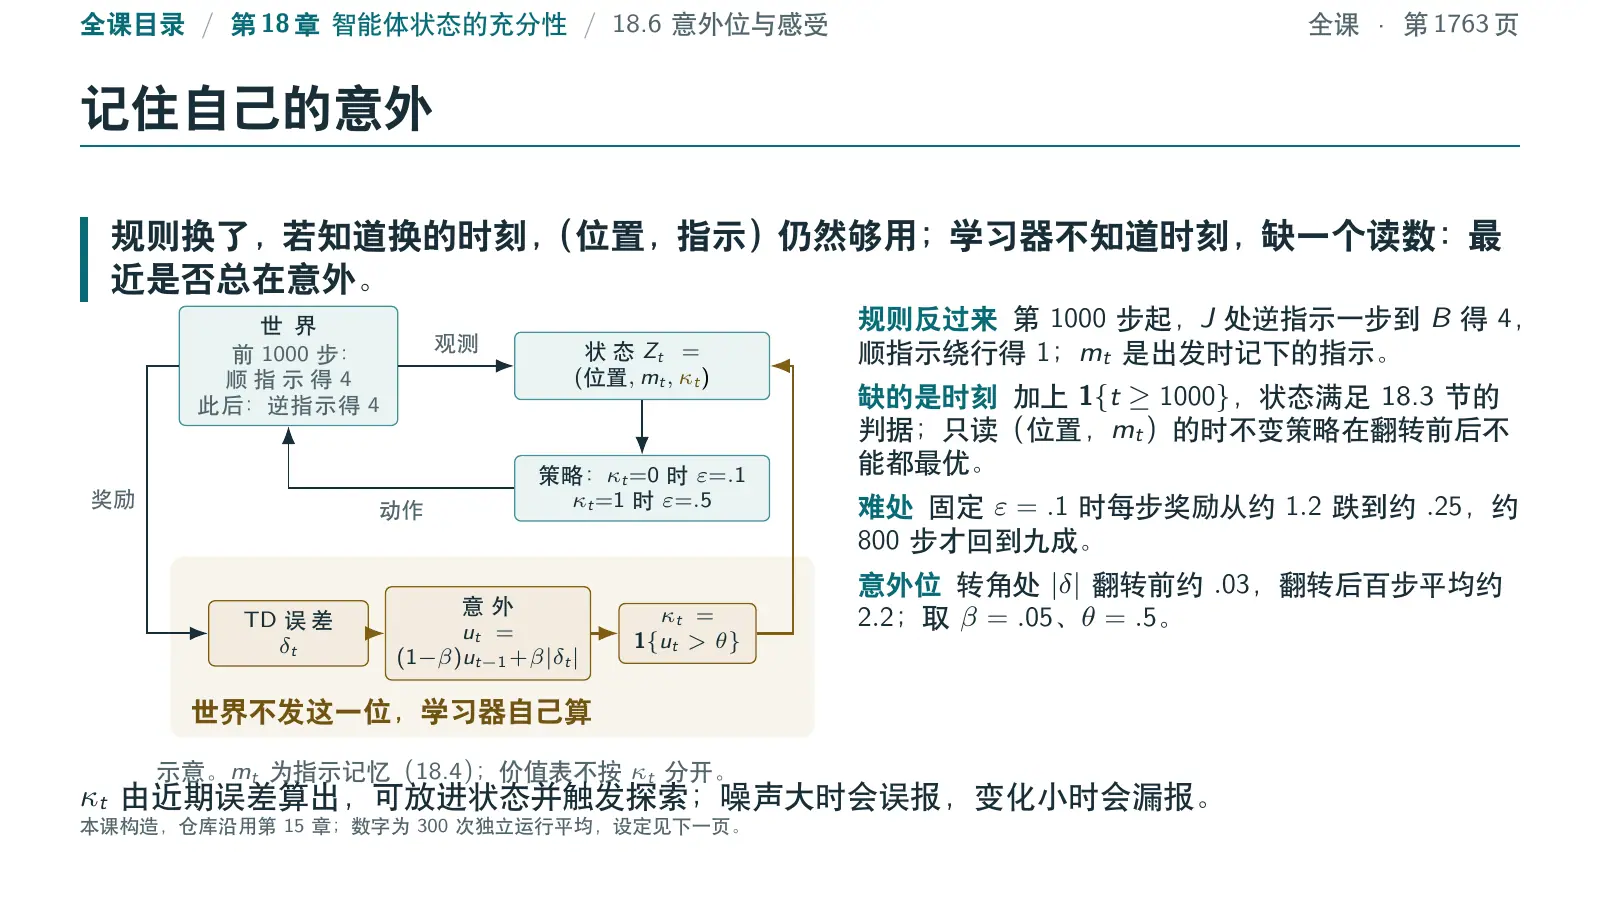 全课目录 / 第 18 章 智能体状态的充分性 / 18.6 意外位与感受
全课 · 第 1763 页
记住自己的意外
规则换了，若知道换的时刻，（位置，指示）仍然够用；学习器不知道时刻，缺一个读数：最
近是否总在意外。
世 界
前 1000 步：
顺 指 示 得 4
此后：逆指示得 4
观测
状 态 Z_t =
(位置, m_t, κ_t)
策略：κ_t=0 时 ε=.1
κ_t=1 时 ε=.5
动作
奖励
TD 误差
δ_t
意 外
u_t =
(1−β)u_{t−1}+β|δ_t|
κ_t =
1{u_t > θ}
世界不发这一位，学习器自己算
示意。m_t 为指示记忆（18.4）；价值表不按 κ_t 分开。
规则反过来 第 1000 步起，J 处逆指示一步到 B 得 4，
顺指示绕行得 1；m_t 是出发时记下的指示。
缺的是时刻 加上 1{t ≥ 1000}，状态满足 18.3 节的
判据；只读（位置，m_t）的时不变策略在翻转前后不
能都最优。
难处 固定 ε = .1 时每步奖励从约 1.2 跌到约 .25，约
800 步才回到九成。
意外位 转角处 |δ| 翻转前约 .03，翻转后百步平均约
2.2；取 β = .05、θ = .5。
κ_t 由近期误差算出，可放进状态并触发探索；噪声大时会误报，变化小时会漏报。
本课构造，仓库沿用第 15 章；数字为 300 次独立运行平均，设定见下一页。